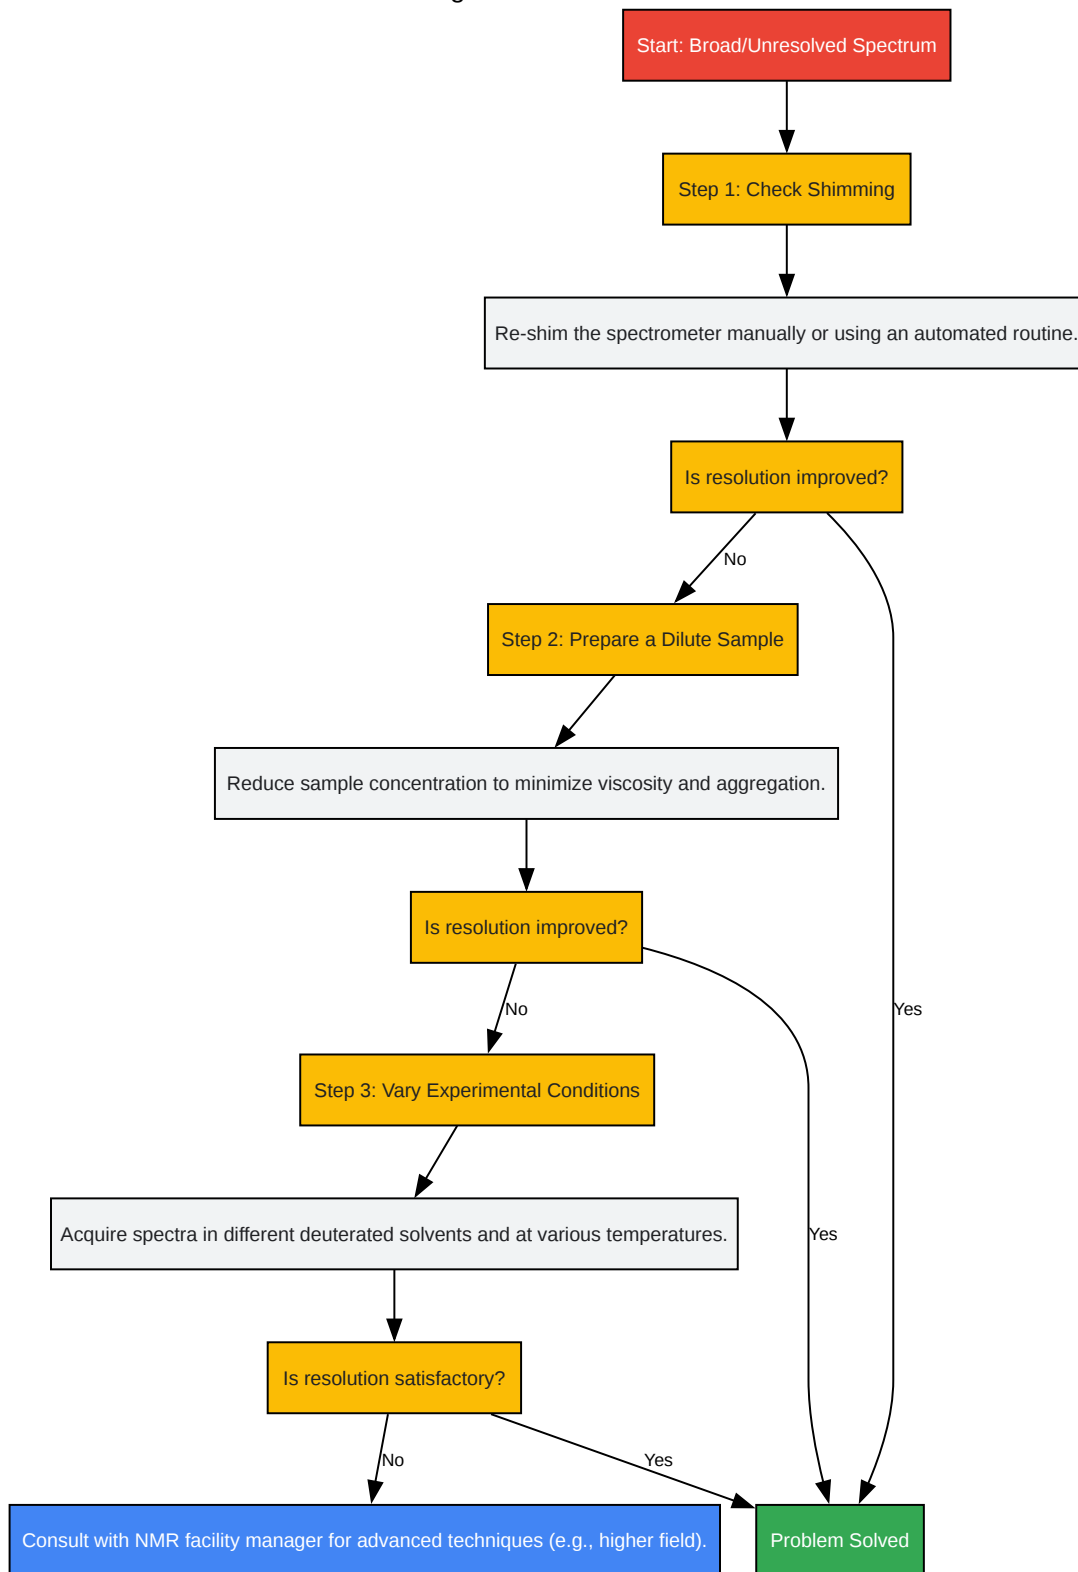 Start: Broad/Unresolved Spectrum
Step 1: Check Shimming
Re-shim the spectrometer manually or using an automated routine.
Is resolution improved?
No
Step 2: Prepare a Dilute Sample
Reduce sample concentration to minimize viscosity and aggregation.
Is resolution improved?
No
Yes
Step 3: Vary Experimental Conditions
Acquire spectra in different deuterated solvents and at various temperatures.
Yes
Is resolution satisfactory?
No
Yes
Consult with NMR facility manager for advanced techniques (e.g., higher field).
Problem Solved